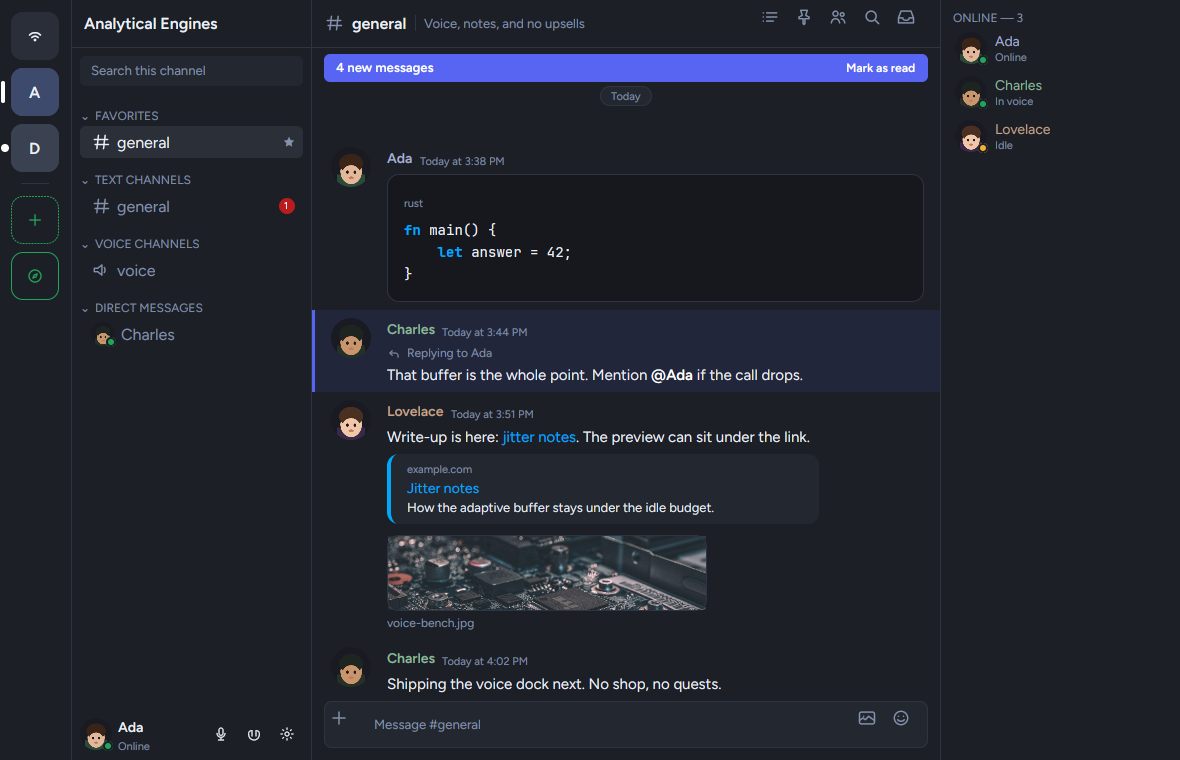 A
D
Analytical Engines
Search this channel
FAVORITES
general
TEXT CHANNELS
general
1
VOICE CHANNELS
voice
DIRECT MESSAGES
Charles
Ada
Online
general
Voice, notes, and no upsells
4 new messages
Mark as read
Today
Ada Today at 3:38 PM
rust
fn main() {
    let answer = 42;
}
Charles Today at 3:44 PM
Replying to Ada
That buffer is the whole point. Mention @Ada if the call drops.
Lovelace Today at 3:51 PM
Write-up is here: jitter notes. The preview can sit under the link.
example.com
Jitter notes
How the adaptive buffer stays under the idle budget.
voice-bench.jpg
Charles Today at 4:02 PM
Shipping the voice dock next. No shop, no quests.
Message #general
ONLINE — 3
Ada
Online
Charles
In voice
Lovelace
Idle